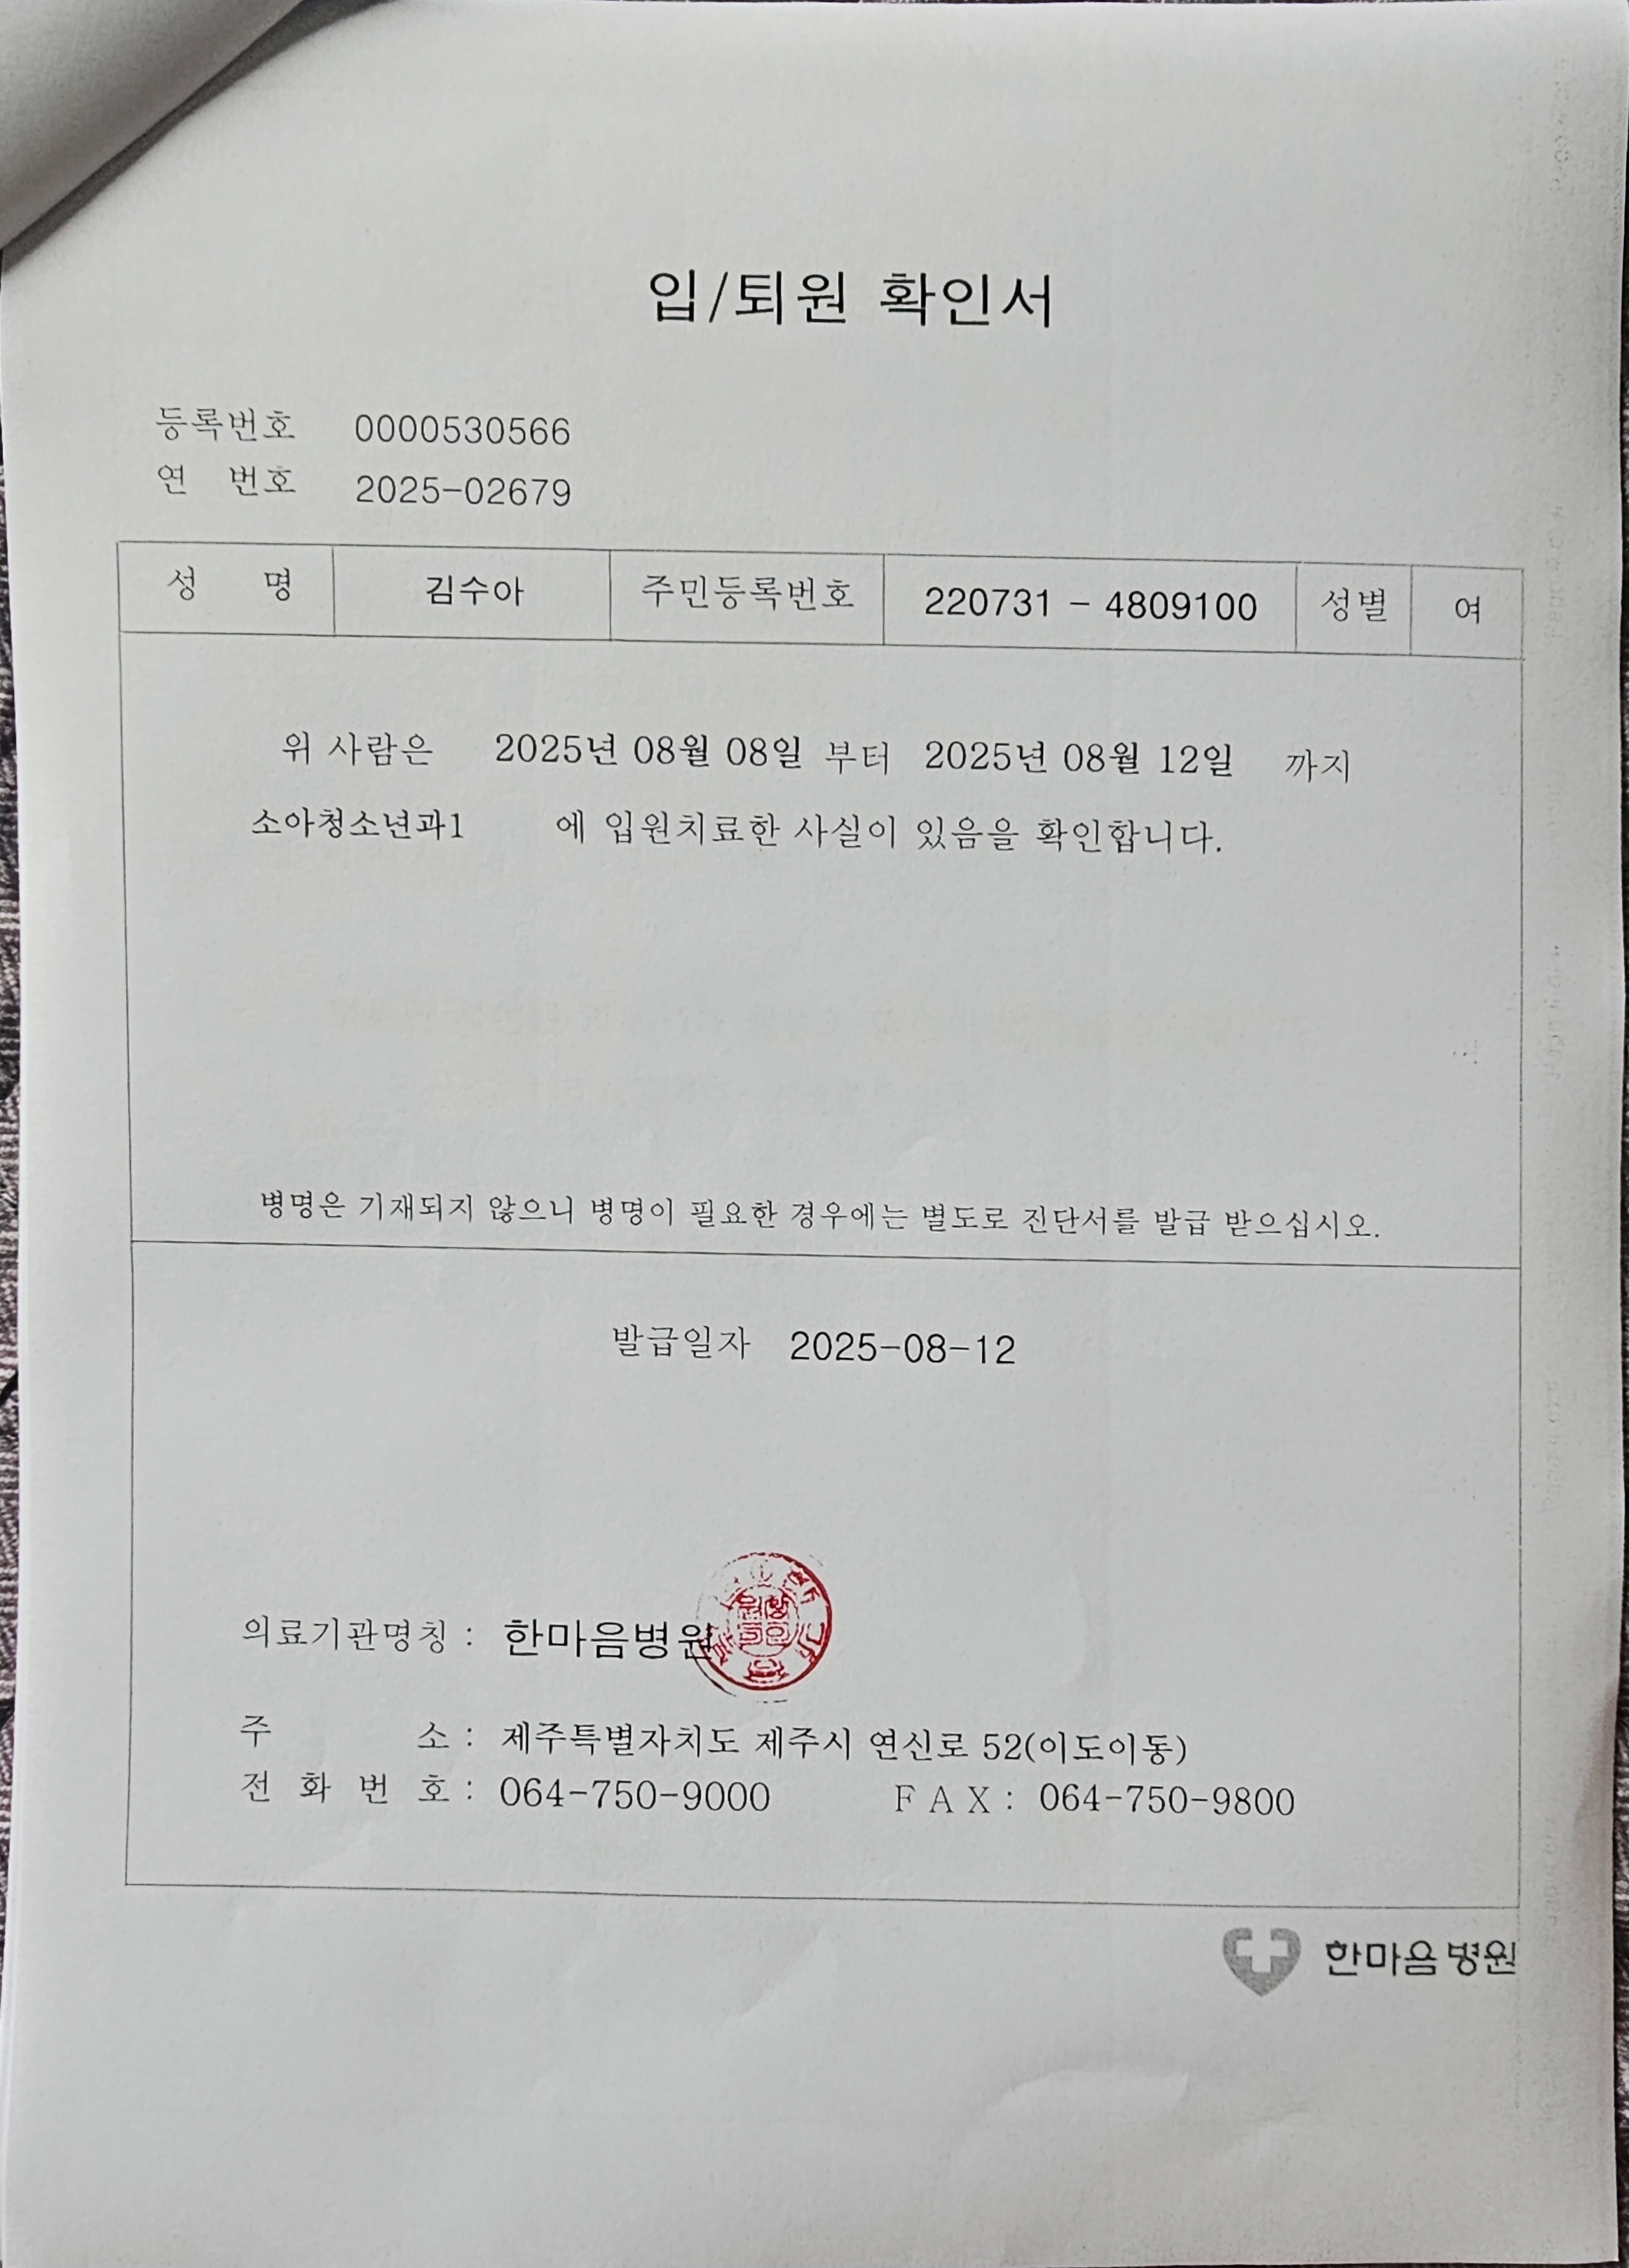 입/퇴원 확인서
등록번호 0000530566
연 번호 2025-02679
성 명 김수아 주민등록번호 220731 - 4809100 성별 여
위 사람은 2025년 08월 08일 부터 2025년 08월 12일 까지
소아청소년과1 에 입원치료한 사실이 있음을 확인합니다.
병명은 기재되지 않으니 병명이 필요한 경우에는 별도로 진단서를 발급 받으십시오.
발급일자 2025-08-12
의료기관명칭 : 한마음병원
주 소 : 제주특별자치도 제주시 연신로 52(이도이동)
전 화 번 호 : 064-750-9000 F A X : 064-750-9800
한마음병원